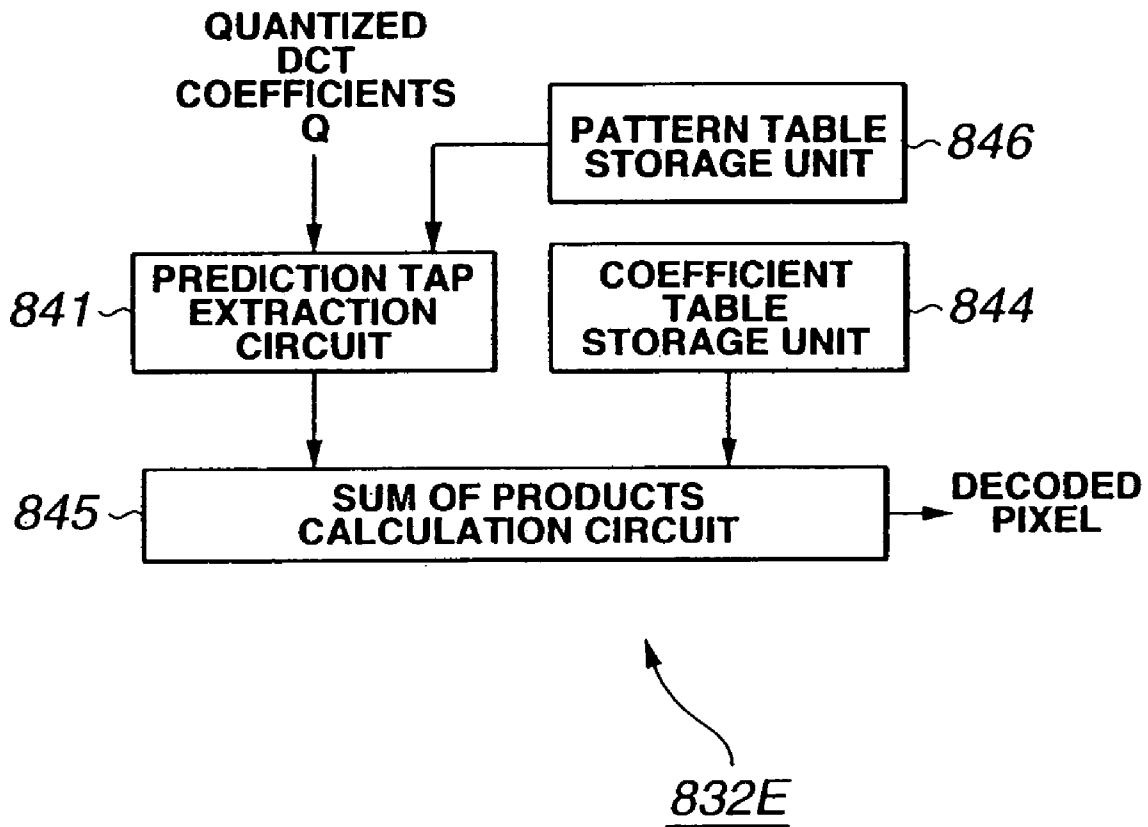 QUANTIZED
DCT
COEFFICIENTS
Q
PATTERN TABLE
STORAGE UNIT
846
841
PREDICTION TAP
EXTRACTION
CIRCUIT
COEFFICIENT
TABLE
STORAGE UNIT
844
845
SUM OF PRODUCTS
CALCULATION CIRCUIT
DECODED
PIXEL
832E